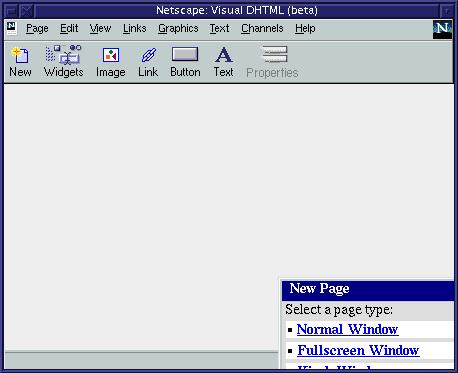 Netscape: Visual DHTML (beta)
Page Edit View Links Graphics Text Channels Help N
New Widgets Image Link Button Text Properties
New Page
Select a page type:
Normal Window
Fullscreen Window